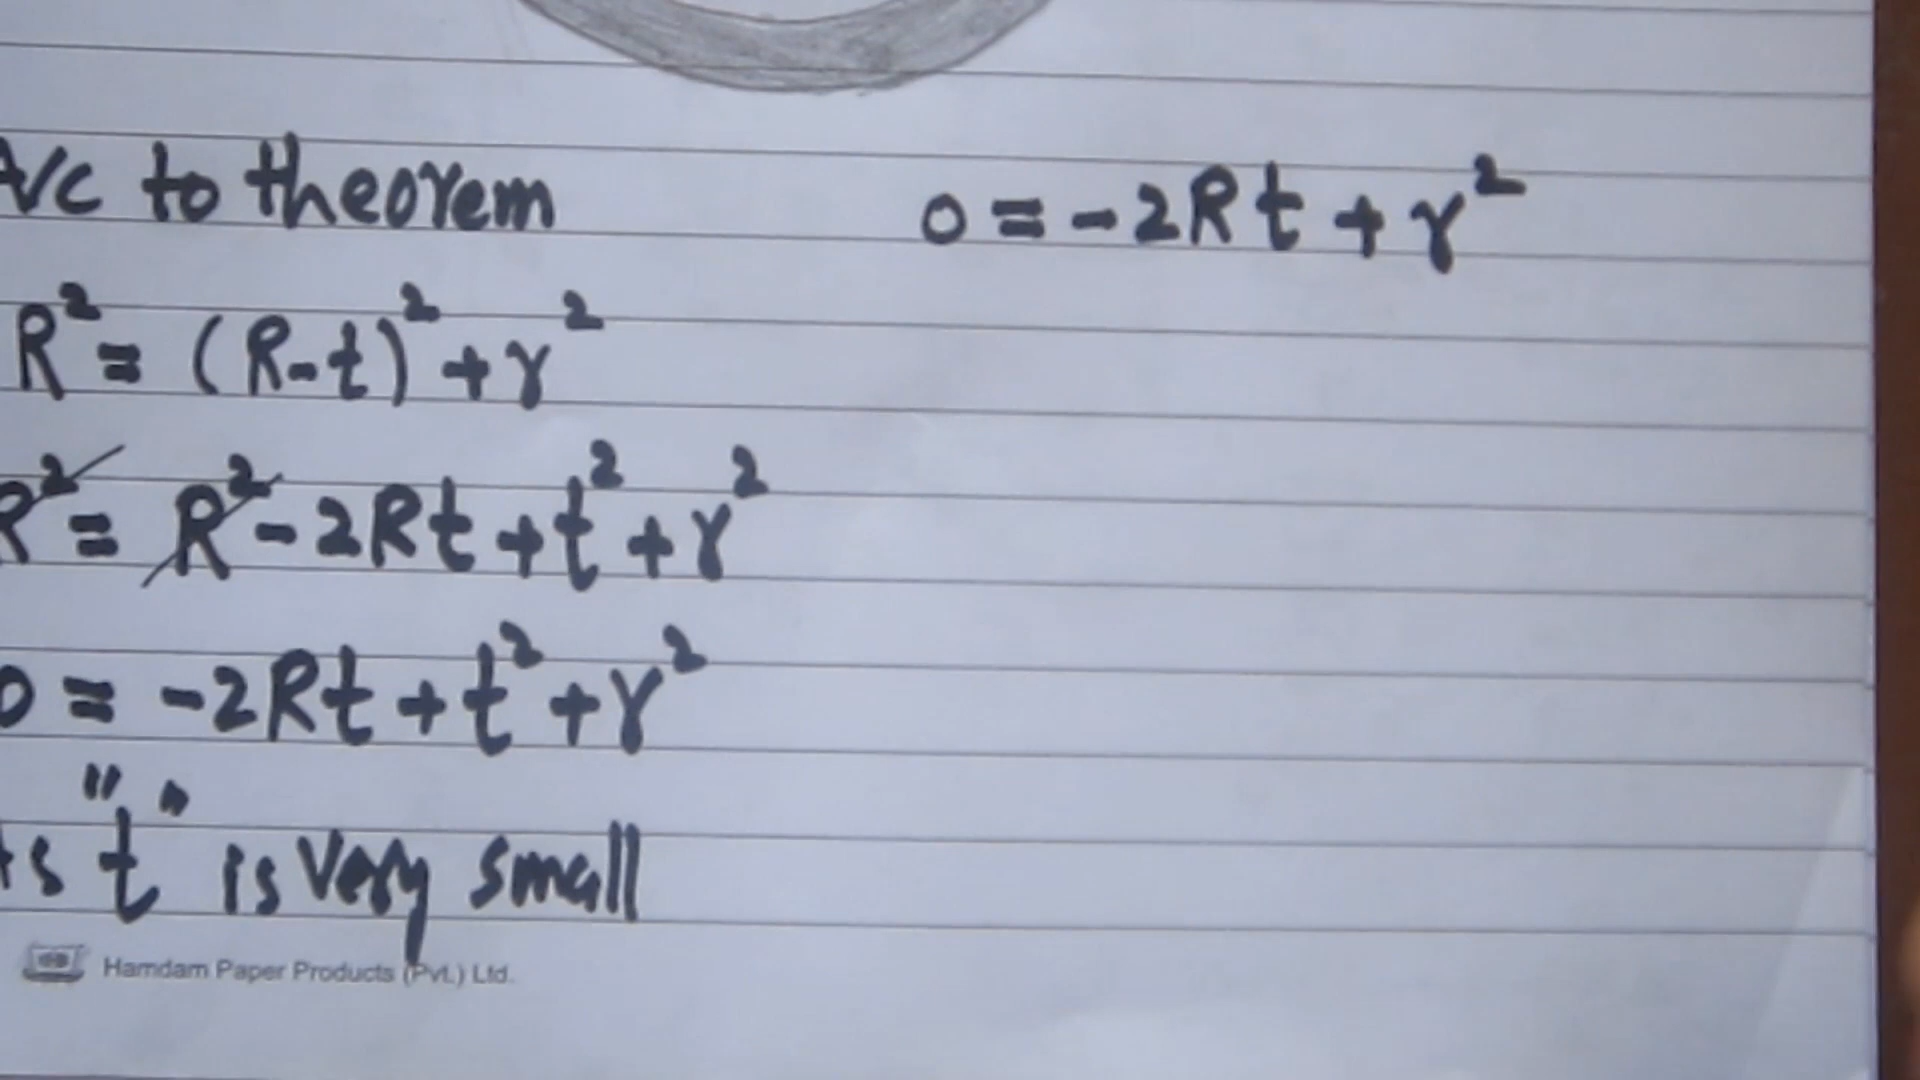 A/c to theorem
R² = (R-t)² + r²
R² = R² - 2Rt + t² + r²
0 = -2Rt + t² + r²
As "t" is very small
Hamdam Paper Products (Pvt.) Ltd.
0 = -2Rt + r²